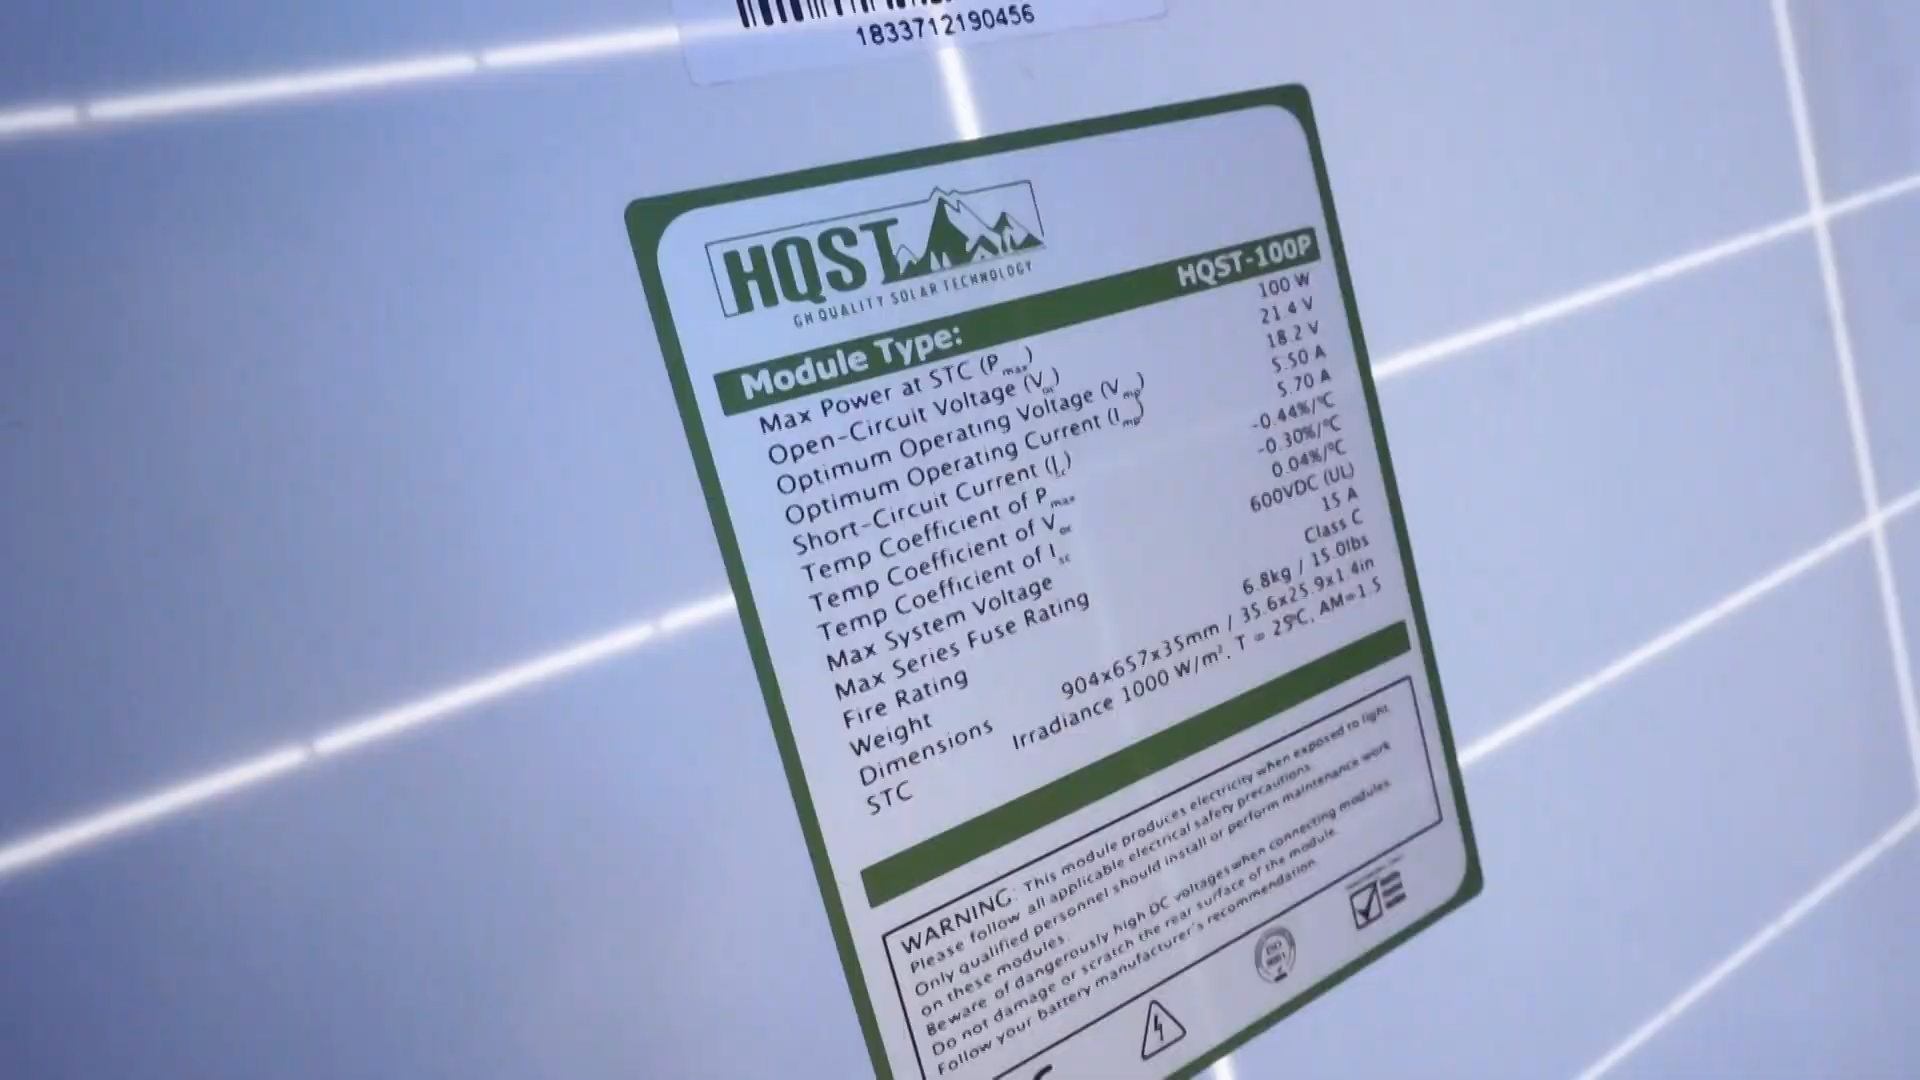 1833712190456
HQST
GH QUALITY SOLAR TECHNOLOGY
Module Type: HQST-100P
Max Power at STC (Pmax) 100 W
Open-Circuit Voltage (Voc) 21.4 V
Optimum Operating Voltage (Vmp) 18.2 V
Optimum Operating Current (Imp) 5.50 A
Short-Circuit Current (Isc) 5.70 A
Temp Coefficient of Pmax -0.44%/°C
Temp Coefficient of Voc -0.30%/°C
Temp Coefficient of Isc 0.04%/°C
Max System Voltage 600VDC (UL)
Max Series Fuse Rating 15 A
Fire Rating Class C
Weight 6.8kg / 15.0lbs
Dimensions 904x657x35mm / 35.6x25.9x1.4in
STC Irradiance 1000 W/m², T = 25°C, AM=1.5
WARNING: This module produces electricity when exposed to light.
Please follow all applicable electrical safety precautions.
Only qualified personnel should install or perform maintenance work
on these modules.
Beware of dangerously high DC voltages when connecting modules.
Do not damage or scratch the rear surface of the module.
Follow your battery manufacturer's recommendation.